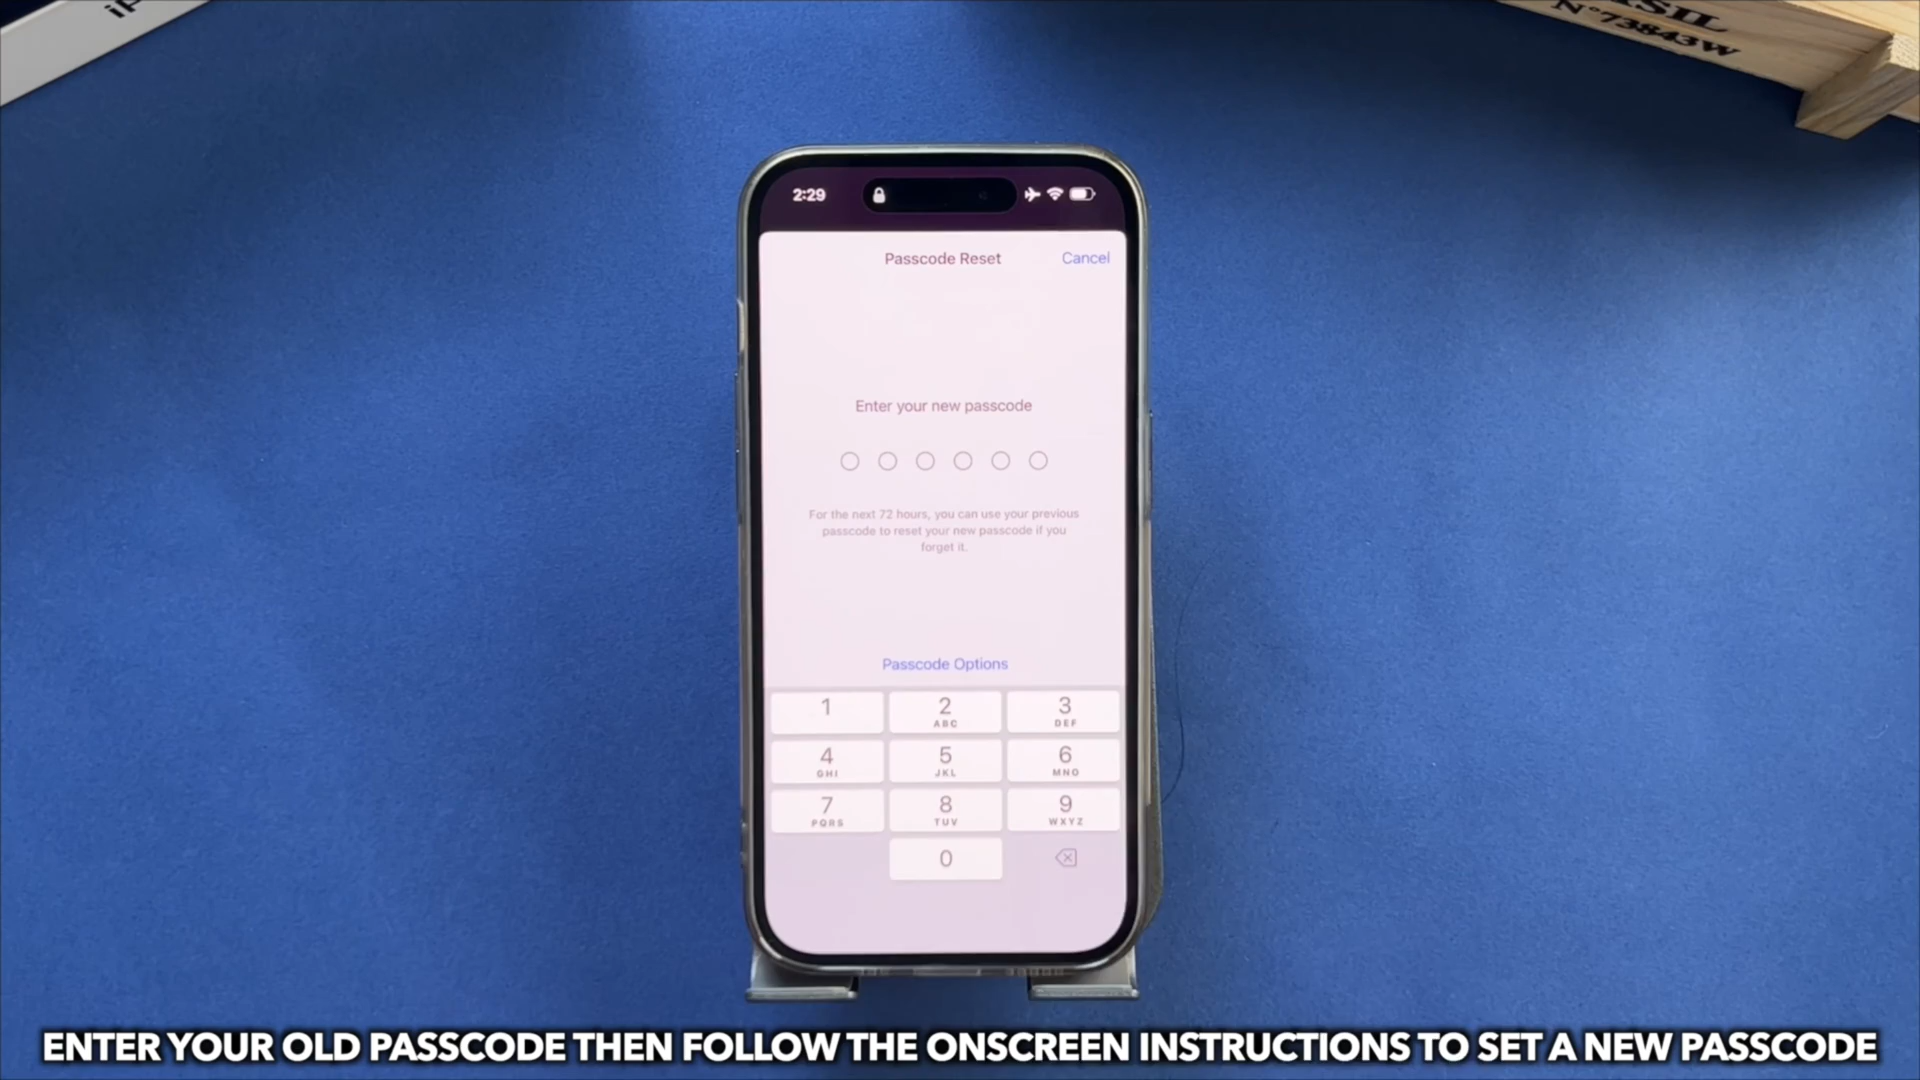 N°73843W
2:29
Passcode Reset
Cancel
Enter your new passcode
For the next 72 hours, you can use your previous
passcode to reset your new passcode if you
forget it.
Passcode Options
1
2
ABC
3
DEF
4
GHI
5
JKL
6
MNO
7
PQRS
8
TUV
9
WXYZ
0
ENTER YOUR OLD PASSCODE THEN FOLLOW THE ONSCREEN INSTRUCTIONS TO SET A NEW PASSCODE